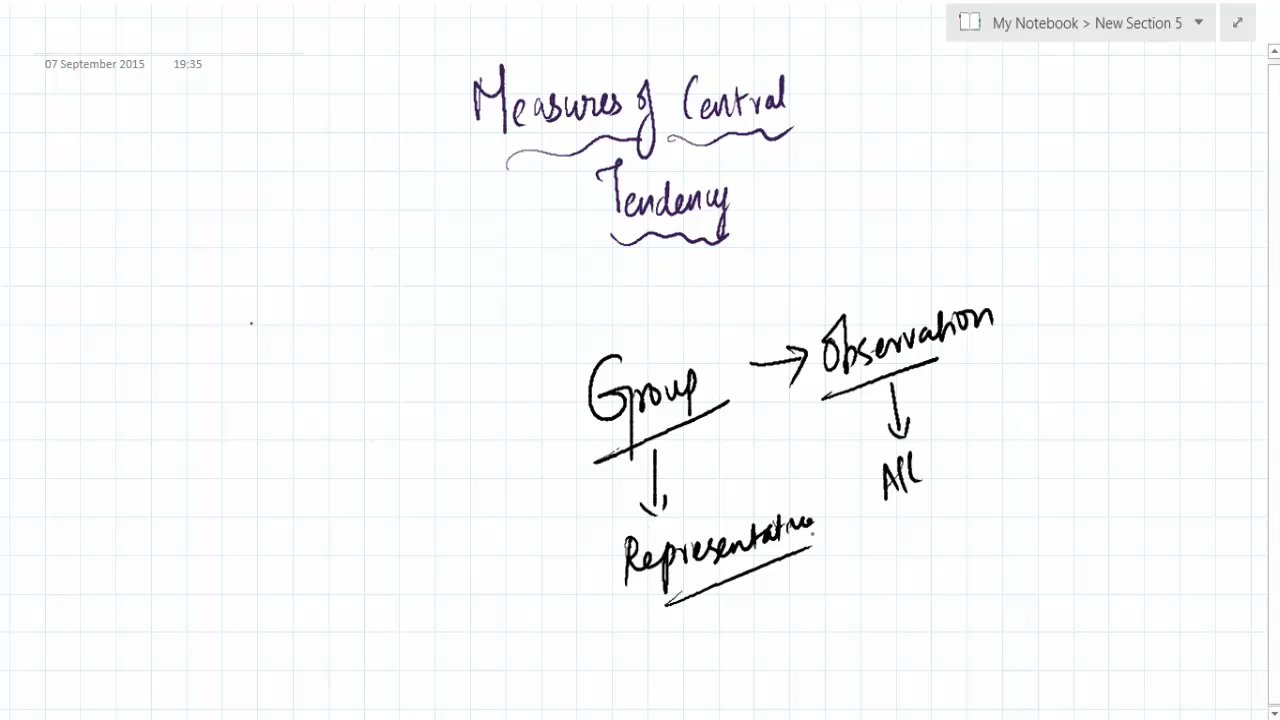 My Notebook > New Section 5
07 September 2015 19:35
Measures of Central
Tendency
Group → Observation
All
Representative